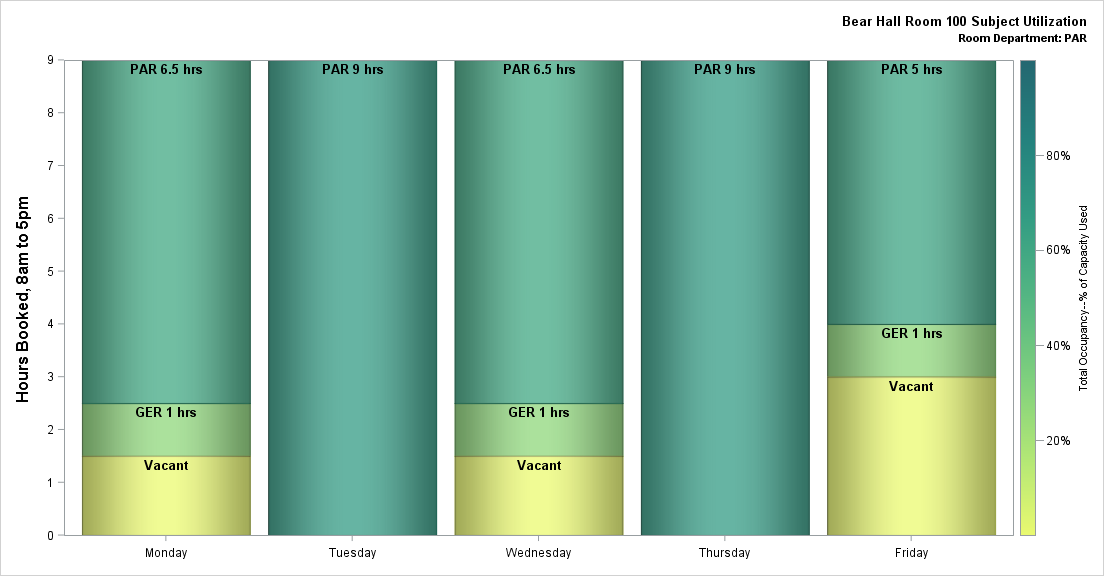 Bear Hall Room 100 Subject Utilization
Room Department: PAR
Hours Booked, 8am to 5pm
9
8
7
6
5
4
3
2
1
0
PAR 6.5 hrs
GER 1 hrs
Vacant
PAR 9 hrs
PAR 6.5 hrs
GER 1 hrs
Vacant
PAR 9 hrs
PAR 5 hrs
GER 1 hrs
Vacant
Monday
Tuesday
Wednesday
Thursday
Friday
80%
60%
40%
20%
Total Occupancy--% of Capacity Used